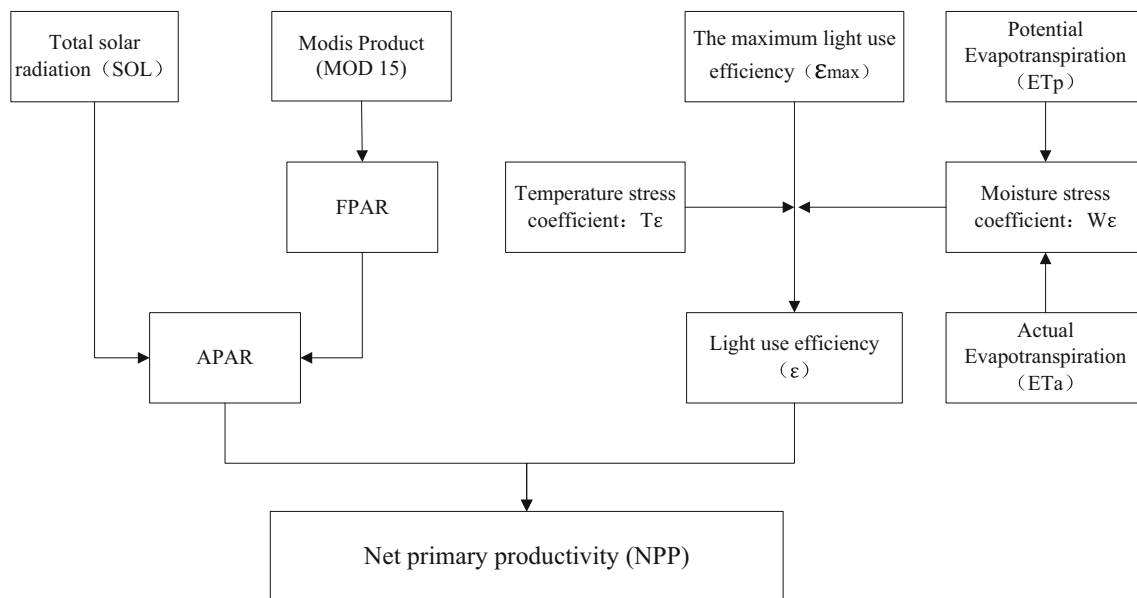 Total solar
radiation（SOL）
Modis Product
(MOD 15)
The maximum light use
efficiency（εmax）
Potential
Evapotranspiration
（ETp）
FPAR
Temperature stress
coefficient：Tε
Moisture stress
coefficient：Wε
APAR
Light use efficiency
（ε）
Actual
Evapotranspiration
（ETa）
Net primary productivity (NPP)